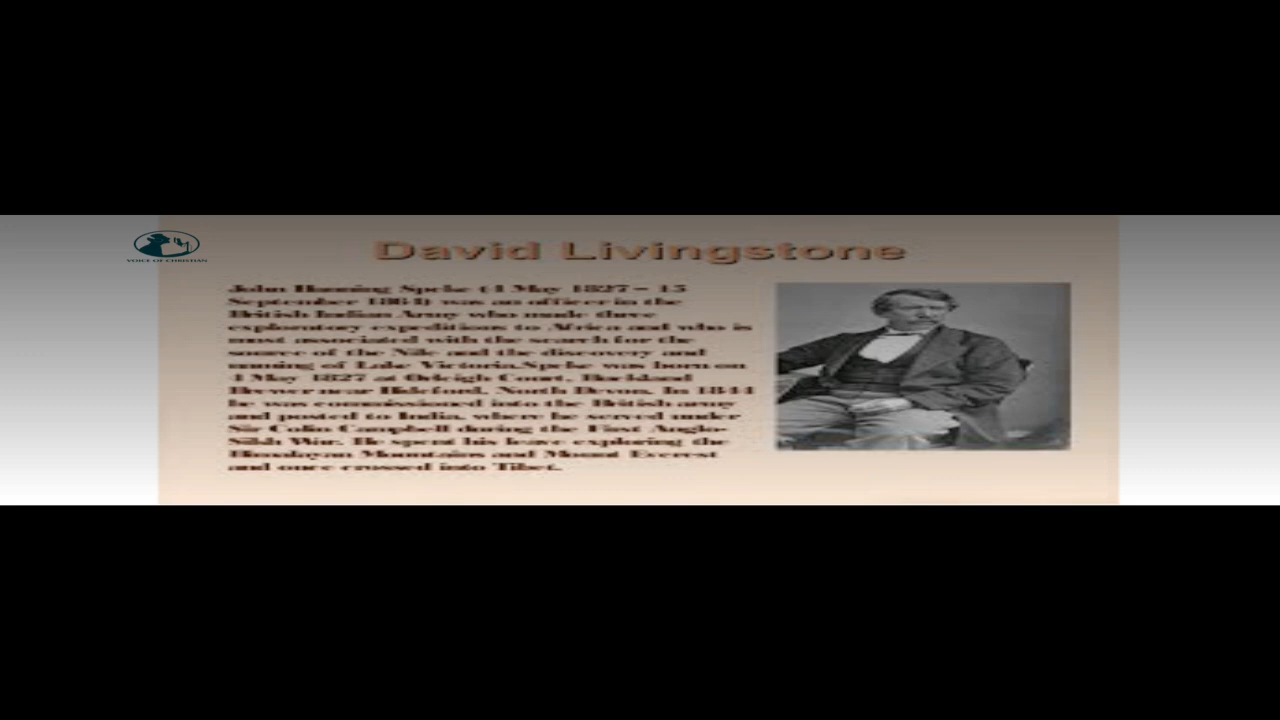 VOICE OF CHRISTIAN
David Livingstone
John Hanning Speke (4 May 1827 – 15
September 1864) was an officer in the
British Indian Army who made three
exploratory expeditions to Africa and who is
most associated with the search for the
source of the Nile and the discovery and
naming of Lake Victoria.Speke was born on
4 May 1827 at Orleigh Court, Buckland
Brewer near Bideford, North Devon. In 1844
he was commissioned into the British army
and posted to India, where he served under
Sir Colin Campbell during the First Anglo-
Sikh War. He spent his leave exploring the
Himalayan Mountains and Mount Everest
and once crossed into Tibet.